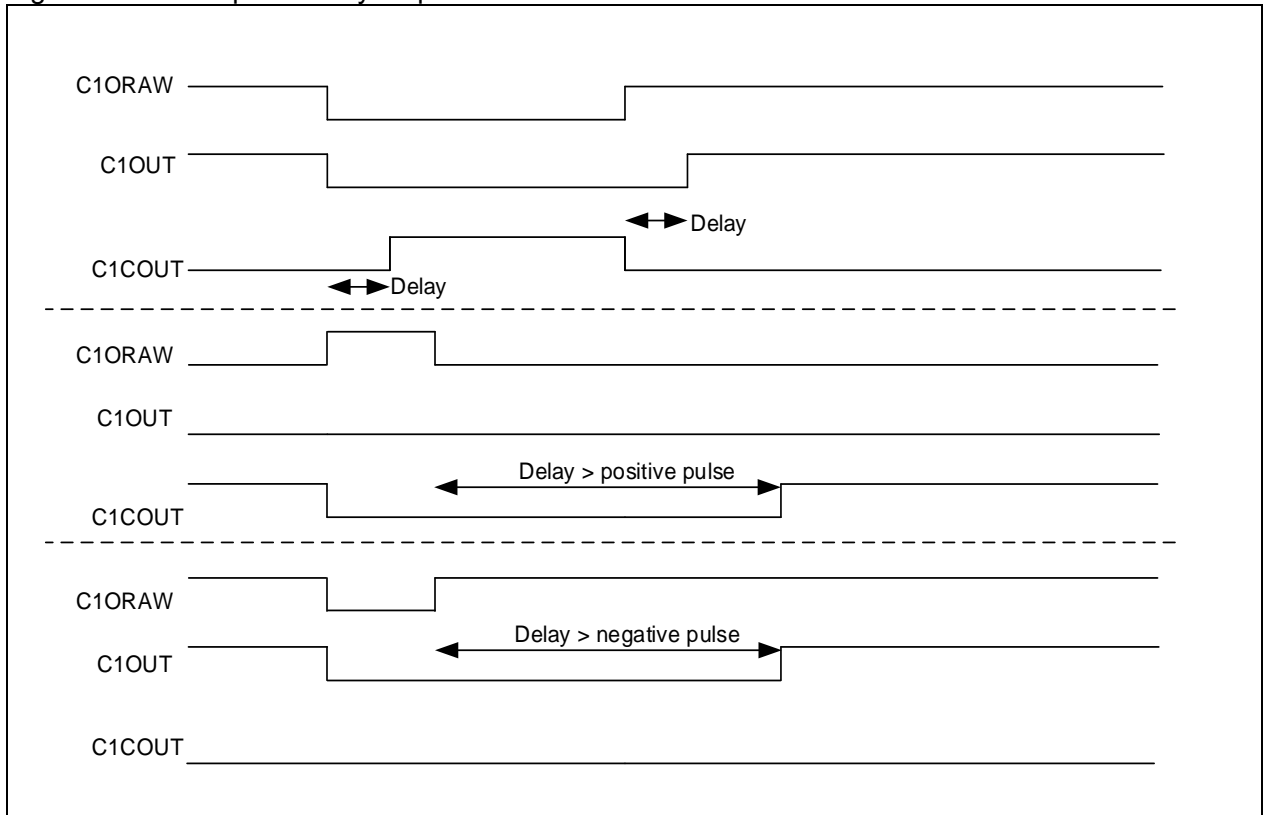 C1ORAW
C1OUT
Delay
C1COUT
Delay
C1ORAW
C1OUT
Delay > positive pulse
C1COUT
C1ORAW
Delay > negative pulse
C1OUT
C1COUT